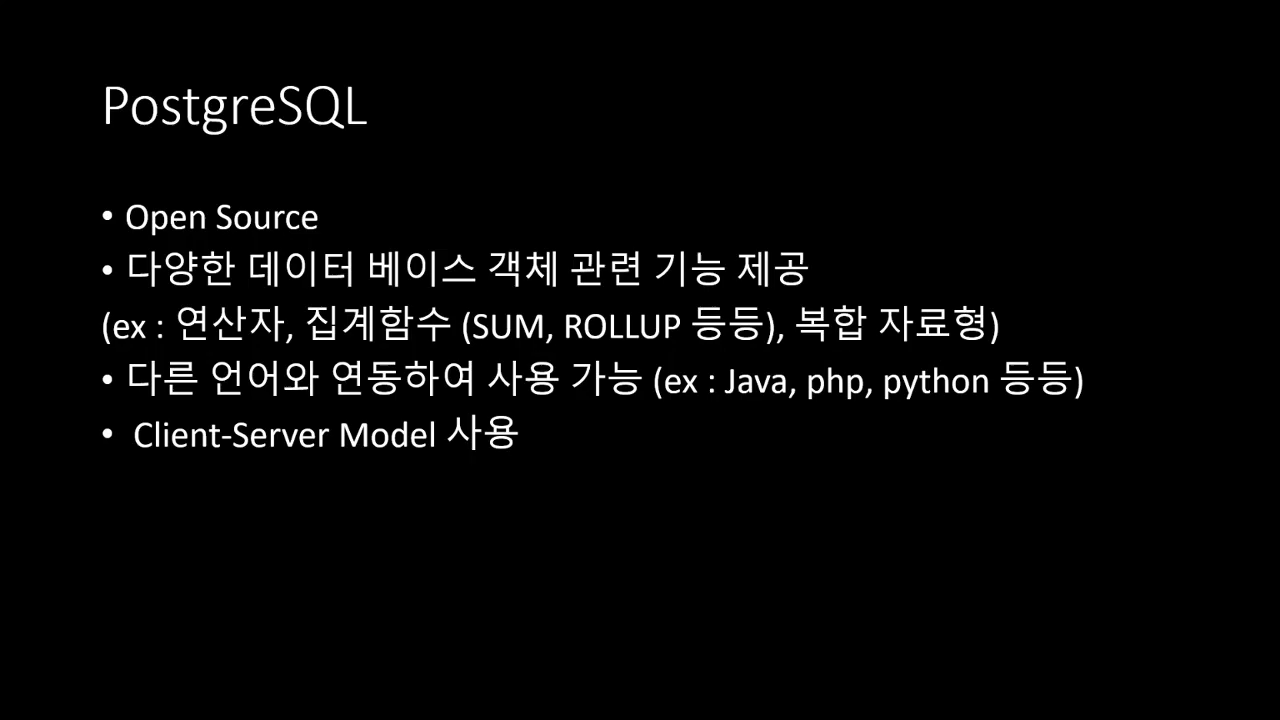 PostgreSQL
• Open Source
• 다양한 데이터 베이스 객체 관련 기능 제공
(ex : 연산자, 집계함수 (SUM, ROLLUP 등등), 복합 자료형)
• 다른 언어와 연동하여 사용 가능 (ex : Java, php, python 등등)
• Client-Server Model 사용